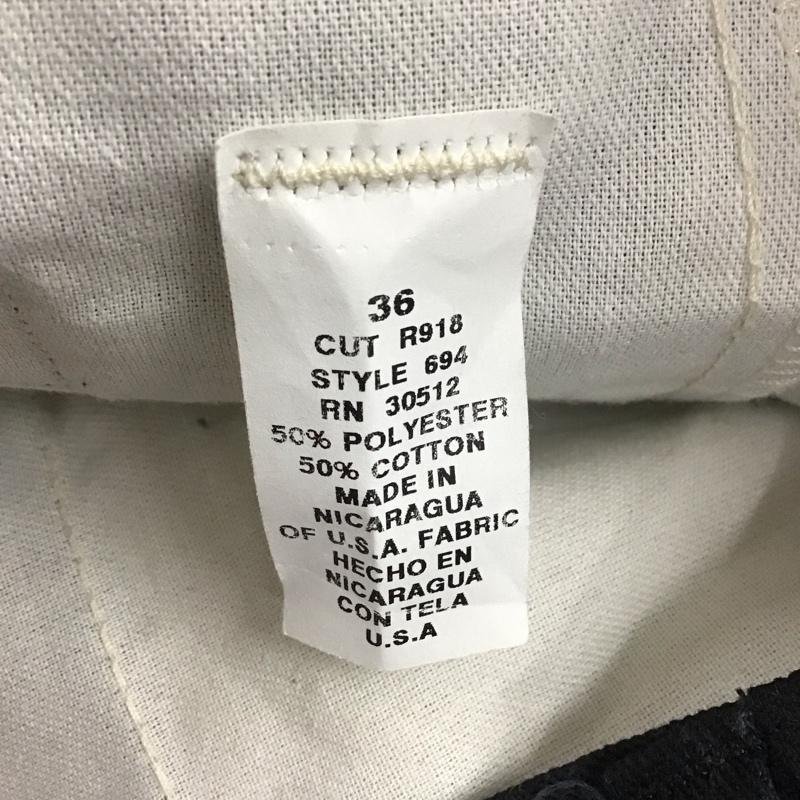 36
CUT R918
STYLE 694
RN 30512
50% POLYESTER
50% COTTON
MADE IN
NICARAGUA
OF U.S.A. FABRIC
HECHO EN
NICARAGUA
CON TELA
U.S.A